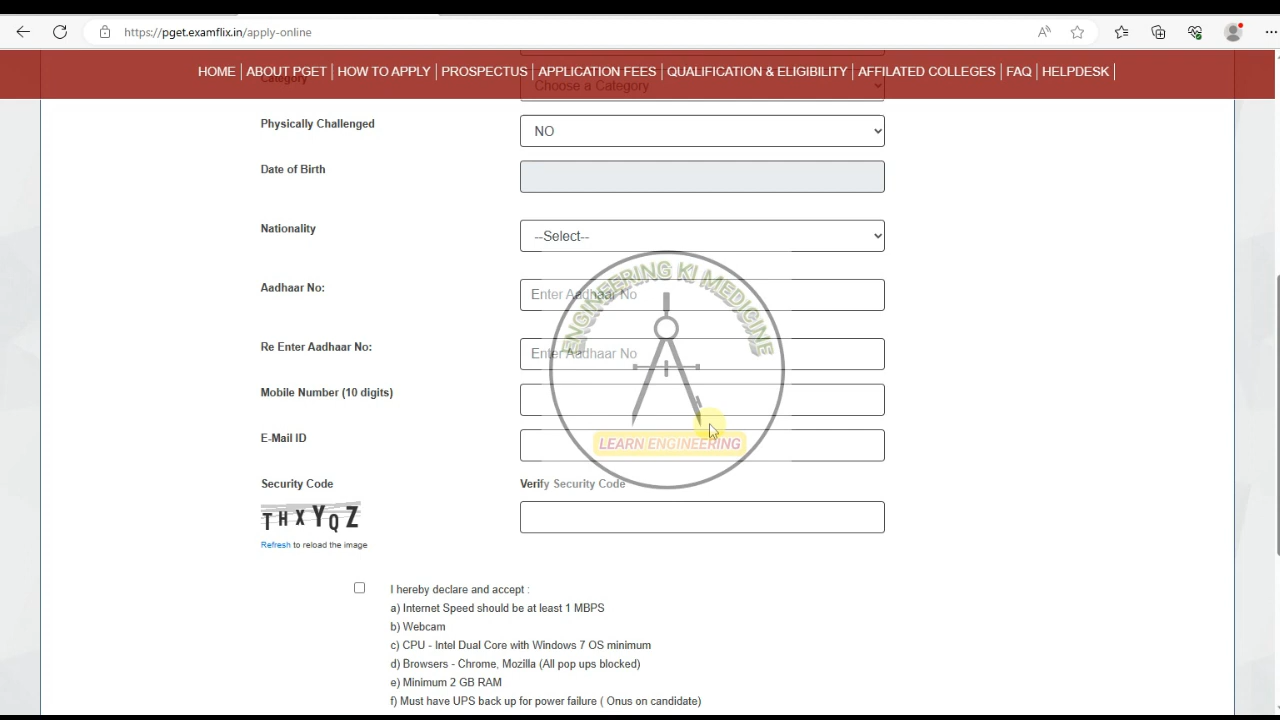 https://pget.examflix.in/apply-online
HOME | ABOUT PGET | HOW TO APPLY | PROSPECTUS | APPLICATION FEES | QUALIFICATION & ELIGIBILITY | AFFILATED COLLEGES | FAQ | HELPDESK |
Category Choose a Category
Physically Challenged NO
Date of Birth
Nationality --Select--
ENGINEERING KI MEDICINE
Aadhaar No: Enter Aadhaar No
Re Enter Aadhaar No: Enter Aadhaar No
Mobile Number (10 digits)
E-Mail ID
LEARN ENGINEERING
Security Code Verify Security Code
THXYQZ
Refresh to reload the image
I hereby declare and accept :
a) Internet Speed should be at least 1 MBPS
b) Webcam
c) CPU - Intel Dual Core with Windows 7 OS minimum
d) Browsers - Chrome, Mozilla (All pop ups blocked)
e) Minimum 2 GB RAM
f) Must have UPS back up for power failure ( Onus on candidate)